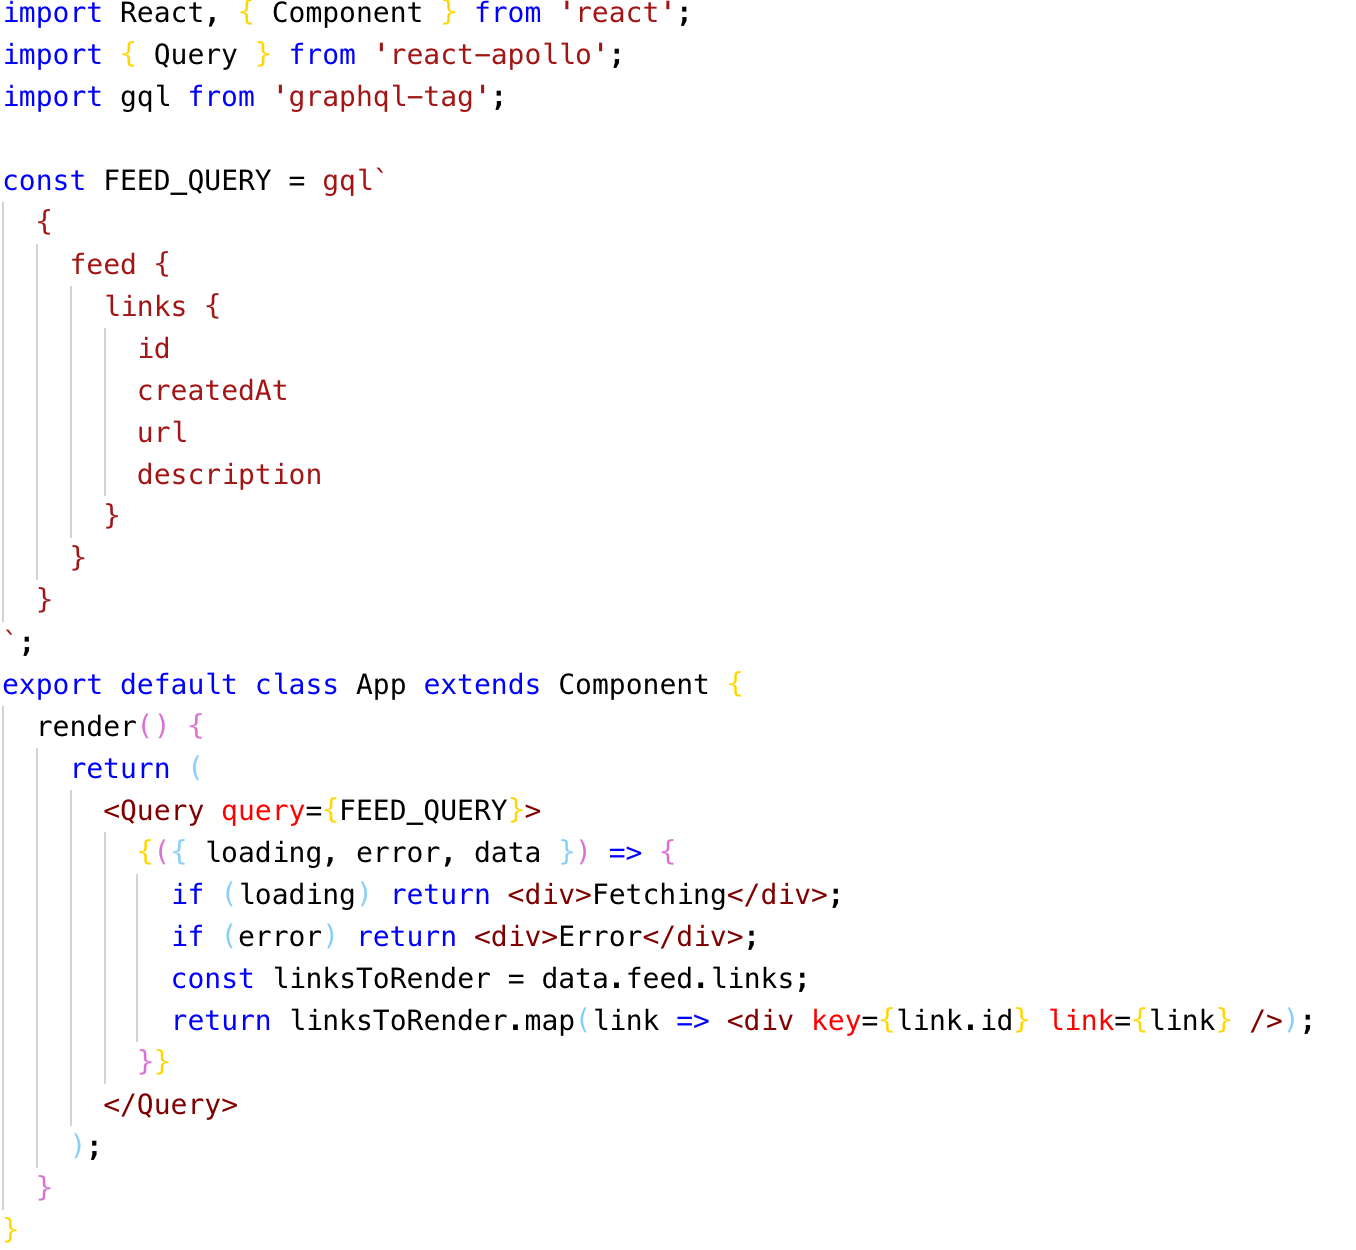 import React, { Component } from 'react';
import { Query } from 'react-apollo';
import gql from 'graphql-tag';

const FEED_QUERY = gql`
  {
    feed {
      links {
        id
        createdAt
        url
        description
      }
    }
  }
`;
export default class App extends Component {
  render() {
    return (
      <Query query={FEED_QUERY}>
        {({ loading, error, data }) => {
          if (loading) return <div>Fetching</div>;
          if (error) return <div>Error</div>;
          const linksToRender = data.feed.links;
          return linksToRender.map(link => <div key={link.id} link={link} />);
        }}
      </Query>
    );
  }
}